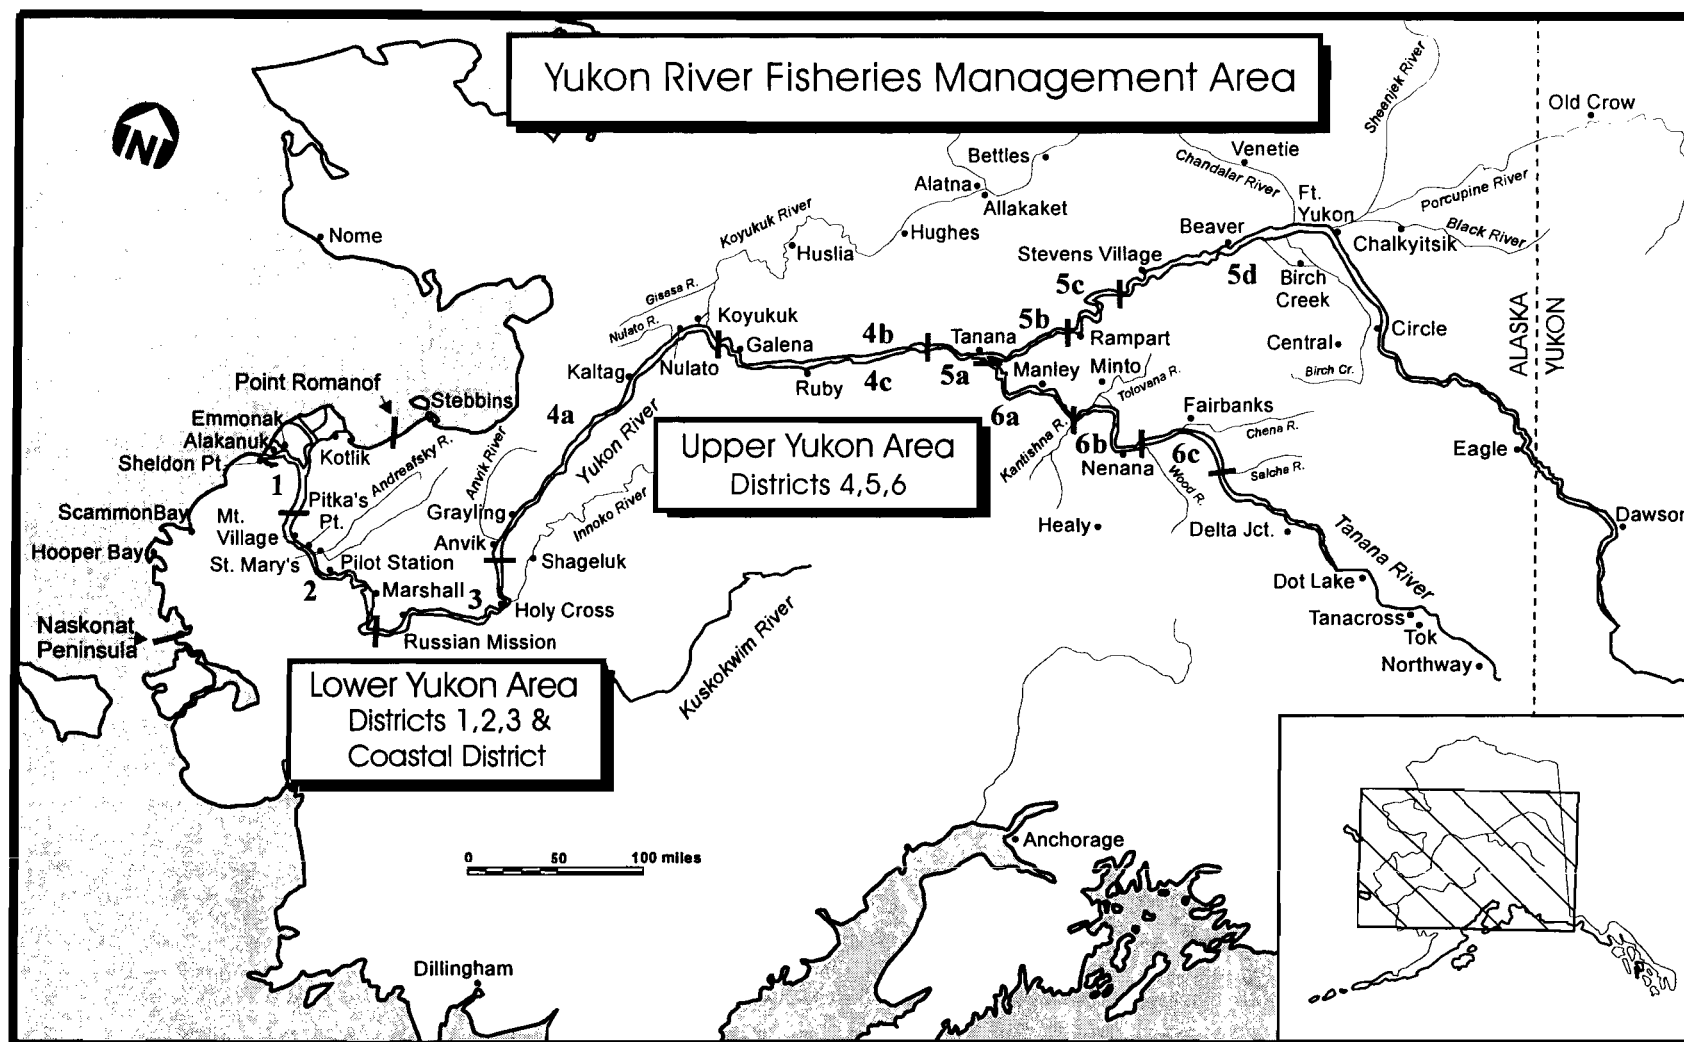 Yukon River Fisheries Management Area
N
Sheenjek River
Old Crow
Bettles
Venetie
Chandalar River
Alatna
Allakaket
Ft.
Yukon
Porcupine River
Koyukuk River
Hughes
Beaver
Chalkyitsik
Black River
Nome
Huslia
Stevens Village
5d
Birch
Creek
Gisasa R.
5c
ALASKA
YUKON
Nulato R.
Koyukuk
Galena
4b
Tanana
5b
Rampart
Central
Circle
Kaltag
Nulato
Ruby
4c
5a
Manley
Minto
Birch Cr.
Point Romanof
Stebbins
4a
Tolovana R.
6a
Emmonak
Alakanuk
Yukon River
Upper Yukon Area
Districts 4,5,6
Kantishna R.
Fairbanks
Chena R.
Sheldon Pt.
Kotlik
Andreafsky R.
Anvik River
6b
Nenana
6c
Salcha R.
Eagle
1
Wood R.
Scammon Bay
Mt.
Village
Pitka's
Pt.
Grayling
Innoko River
Healy
Delta Jct.
Tanana River
Dawson
Hooper Bay
St. Mary's
Pilot Station
Anvik
Shageluk
2
Marshall
3
Holy Cross
Dot Lake
Naskonat
Peninsula
Russian Mission
Kuskokwim River
Tanacross
Tok
Northway
Lower Yukon Area
Districts 1,2,3 &
Coastal District
Anchorage
0 50 100 miles
Dillingham